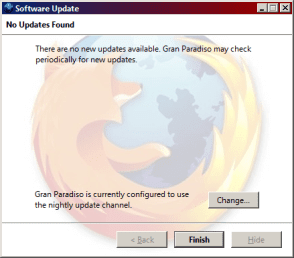 Software Update
No Updates Found
There are no new updates available. Gran Paradiso may check
periodically for new updates.
Gran Paradiso is currently configured to use
the nightly update channel.
Change...
< Back
Finish
Hide